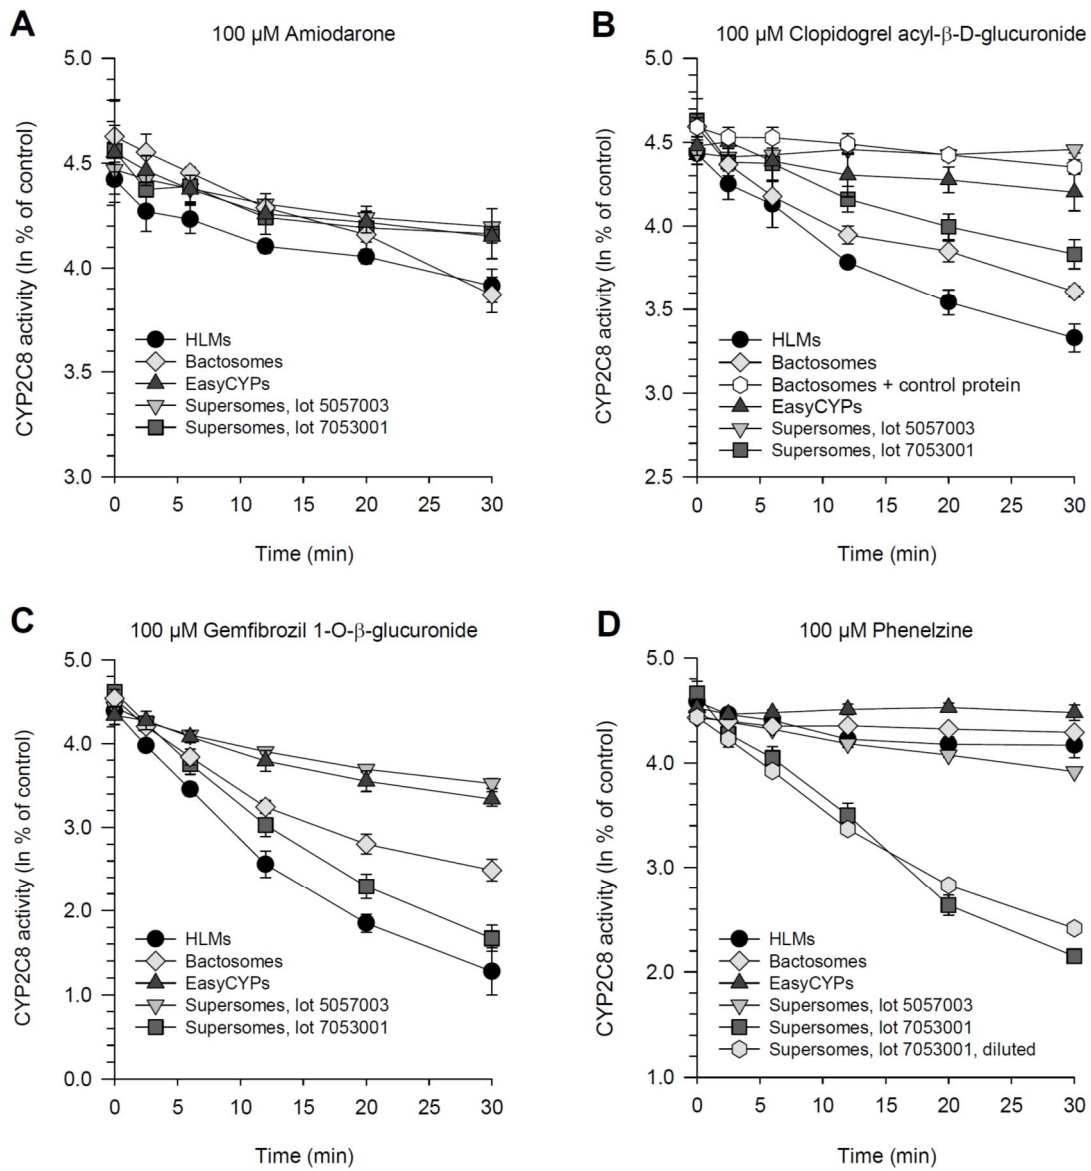 A
100 µM Amiodarone
CYP2C8 activity (ln % of control)
5.0
4.5
4.0
3.5
3.0
HLMs
Bactosomes
EasyCYPs
Supersomes, lot 5057003
Supersomes, lot 7053001
0 5 10 15 20 25 30
Time (min)
B
100 µM Clopidogrel acyl-β-D-glucuronide
CYP2C8 activity (ln % of control)
5.0
4.5
4.0
3.5
3.0
2.5
HLMs
Bactosomes
Bactosomes + control protein
EasyCYPs
Supersomes, lot 5057003
Supersomes, lot 7053001
0 5 10 15 20 25 30
Time (min)
C
100 µM Gemfibrozil 1-O-β-glucuronide
CYP2C8 activity (ln % of control)
5.0
4.0
3.0
2.0
1.0
0.0
HLMs
Bactosomes
EasyCYPs
Supersomes, lot 5057003
Supersomes, lot 7053001
0 5 10 15 20 25 30
Time (min)
D
100 µM Phenelzine
CYP2C8 activity (ln % of control)
5.0
4.0
3.0
2.0
1.0
HLMs
Bactosomes
EasyCYPs
Supersomes, lot 5057003
Supersomes, lot 7053001
Supersomes, lot 7053001, diluted
0 5 10 15 20 25 30
Time (min)